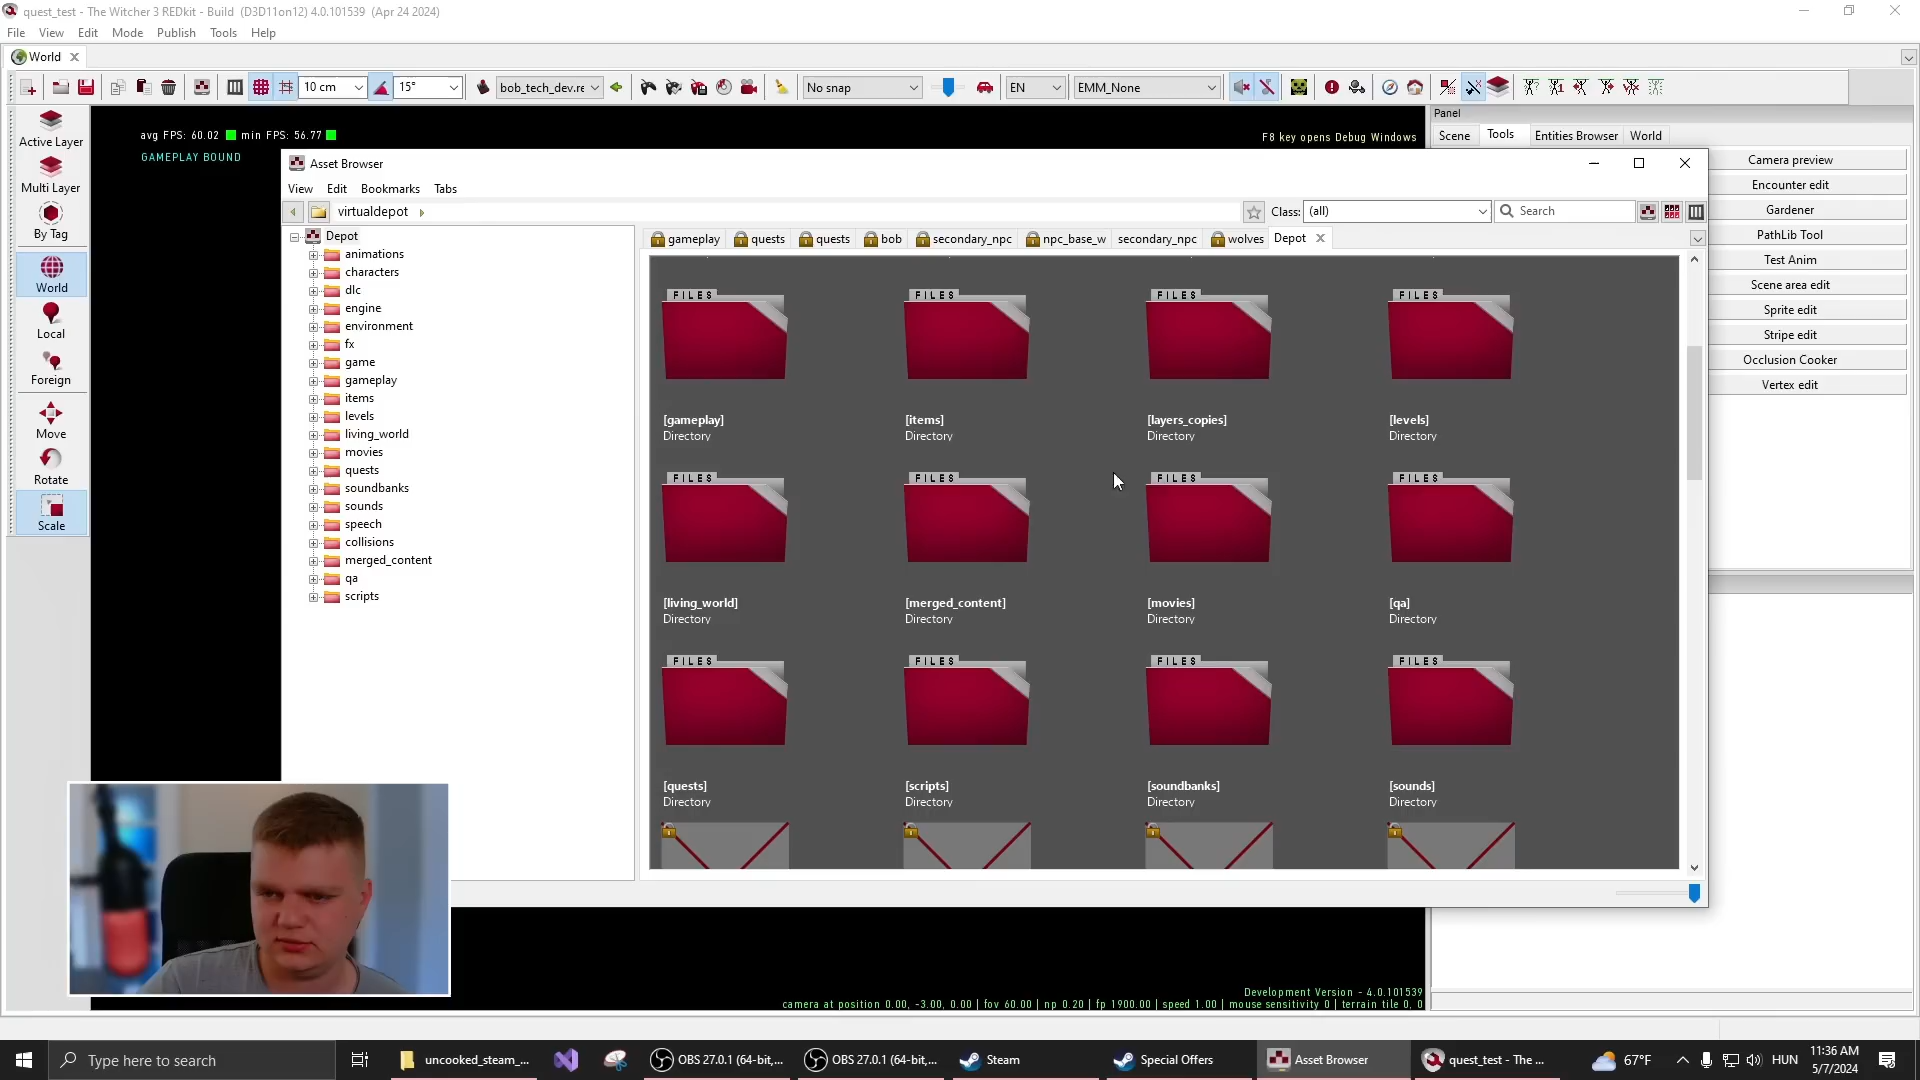 quest_test - The Witcher 3 REDkit - Build  (D3D11on12) 4.0.101539  (Apr 24 2024)
File View Edit Mode Publish Tools Help
World
10 cm 15° bob_tech_dev.re No snap EN EMM_None
Panel
Active Layer
avg FPS: 60.02 min FPS: 56.77
F8 key opens Debug Windows
Scene Tools Entities Browser World
GAMEPLAY BOUND
Asset Browser
Camera preview
Multi Layer
View Edit Bookmarks Tabs
Encounter edit
virtualdepot
Class: (all) Search
Gardener
By Tag
Depot
gameplay quests quests bob secondary_npc npc_base_w secondary_npc wolves Depot
PathLib Tool
animations
Test Anim
characters
World
dlc
Scene area edit
engine
Sprite edit
environment
Local
Stripe edit
fx
game
Occlusion Cooker
Foreign
gameplay
Vertex edit
items
levels
Move
living_world
movies
quests
Rotate
soundbanks
sounds
Scale
speech
collisions
merged_content
qa
scripts
FILES FILES FILES FILES
[gameplay] [items] [layers_copies] [levels]
Directory Directory Directory Directory
FILES FILES FILES FILES
[living_world] [merged_content] [movies] [qa]
Directory Directory Directory Directory
FILES FILES FILES FILES
[quests] [scripts] [soundbanks] [sounds]
Directory Directory Directory Directory
Development Version - 4.0.101539
camera at position 0.00, -3.00, 0.00 | fov 60.00 | np 0.20 | fp 1900.00 | speed 1.00 | mouse sensitivity 0 | terrain tile 0, 0
Type here to search
uncooked_steam_...
OBS 27.0.1 (64-bit,...
OBS 27.0.1 (64-bit,...
Steam
Special Offers
Asset Browser
quest_test - The ...
67°F
HUN
11:36 AM
5/7/2024